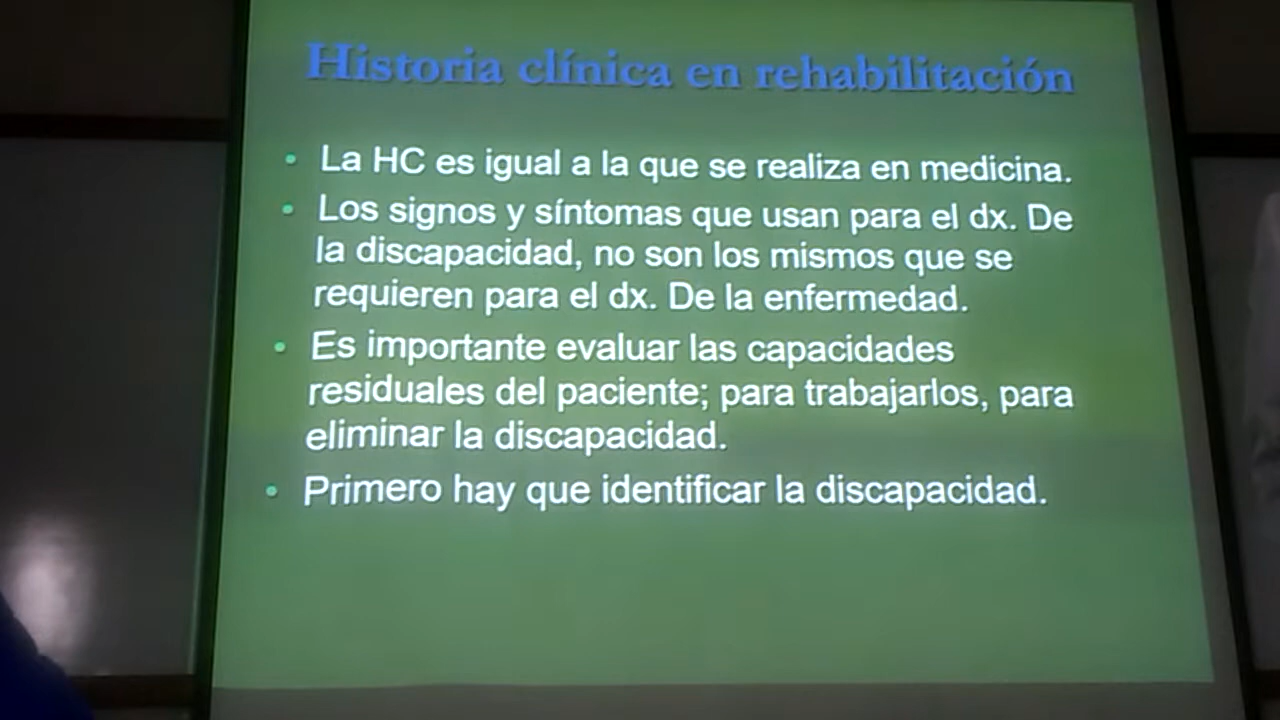 Historia clínica en rehabilitación
• La HC es igual a la que se realiza en medicina.
• Los signos y síntomas que usan para el dx. De
la discapacidad, no son los mismos que se
requieren para el dx. De la enfermedad.
• Es importante evaluar las capacidades
residuales del paciente; para trabajarlos, para
eliminar la discapacidad.
• Primero hay que identificar la discapacidad.